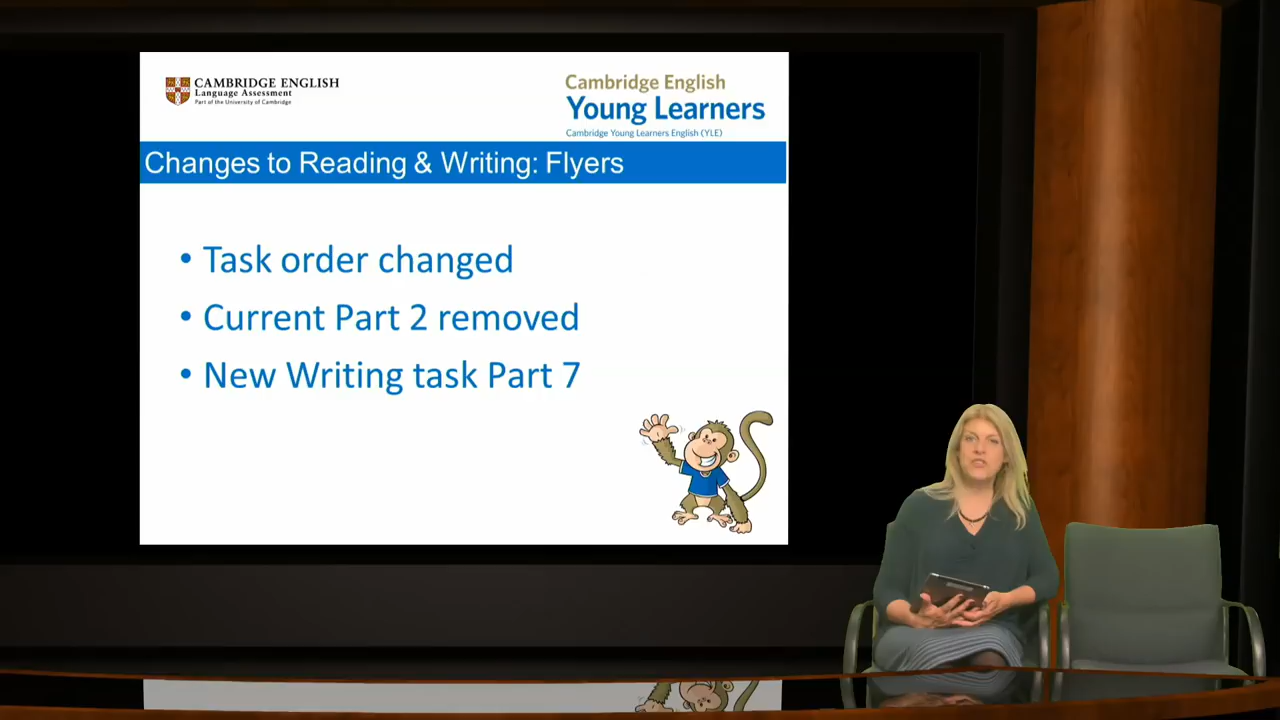 CAMBRIDGE ENGLISH
Language Assessment
Part of the University of Cambridge
Cambridge English
Young Learners
Cambridge Young Learners English (YLE)
Changes to Reading & Writing: Flyers
• Task order changed
• Current Part 2 removed
• New Writing task Part 7